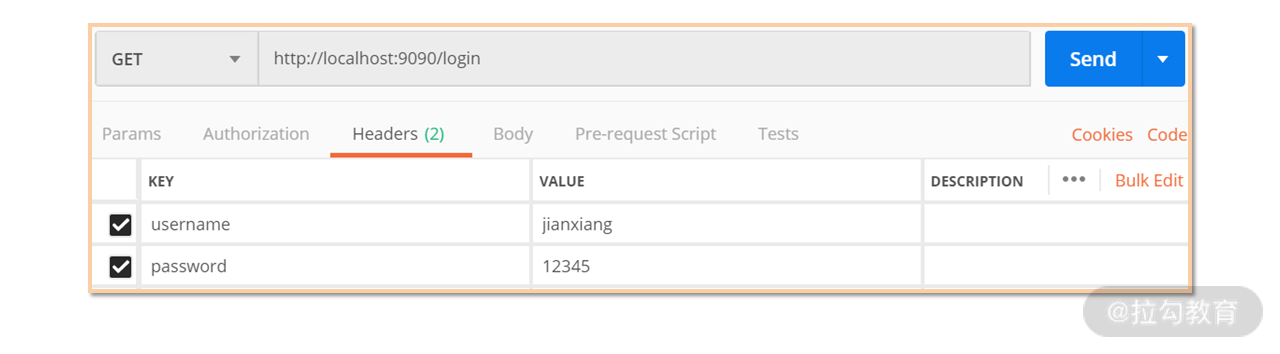 GET http://localhost:9090/login Send
Params Authorization Headers (2) Body Pre-request Script Tests Cookies Code
KEY VALUE DESCRIPTION ••• Bulk Edit
username jianxiang
password 12345
@拉勾教育